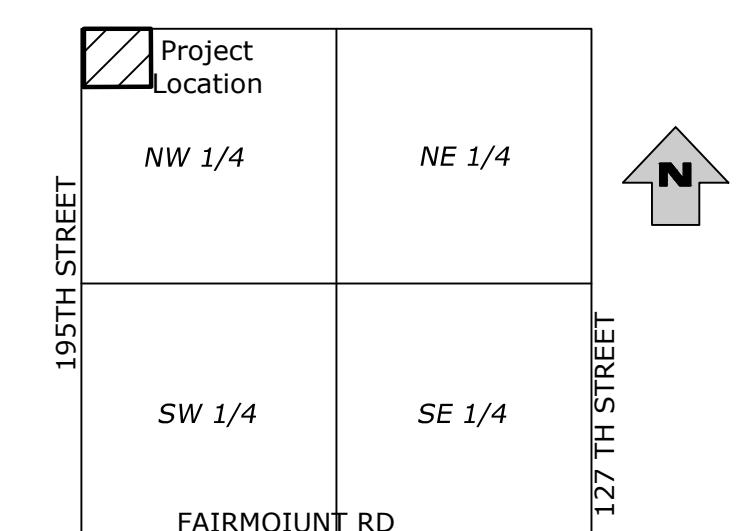 Project
Location
NW 1/4
NE 1/4
N
195TH STREET
SW 1/4
SE 1/4
127 TH STREET
FAIRMOIUNT RD